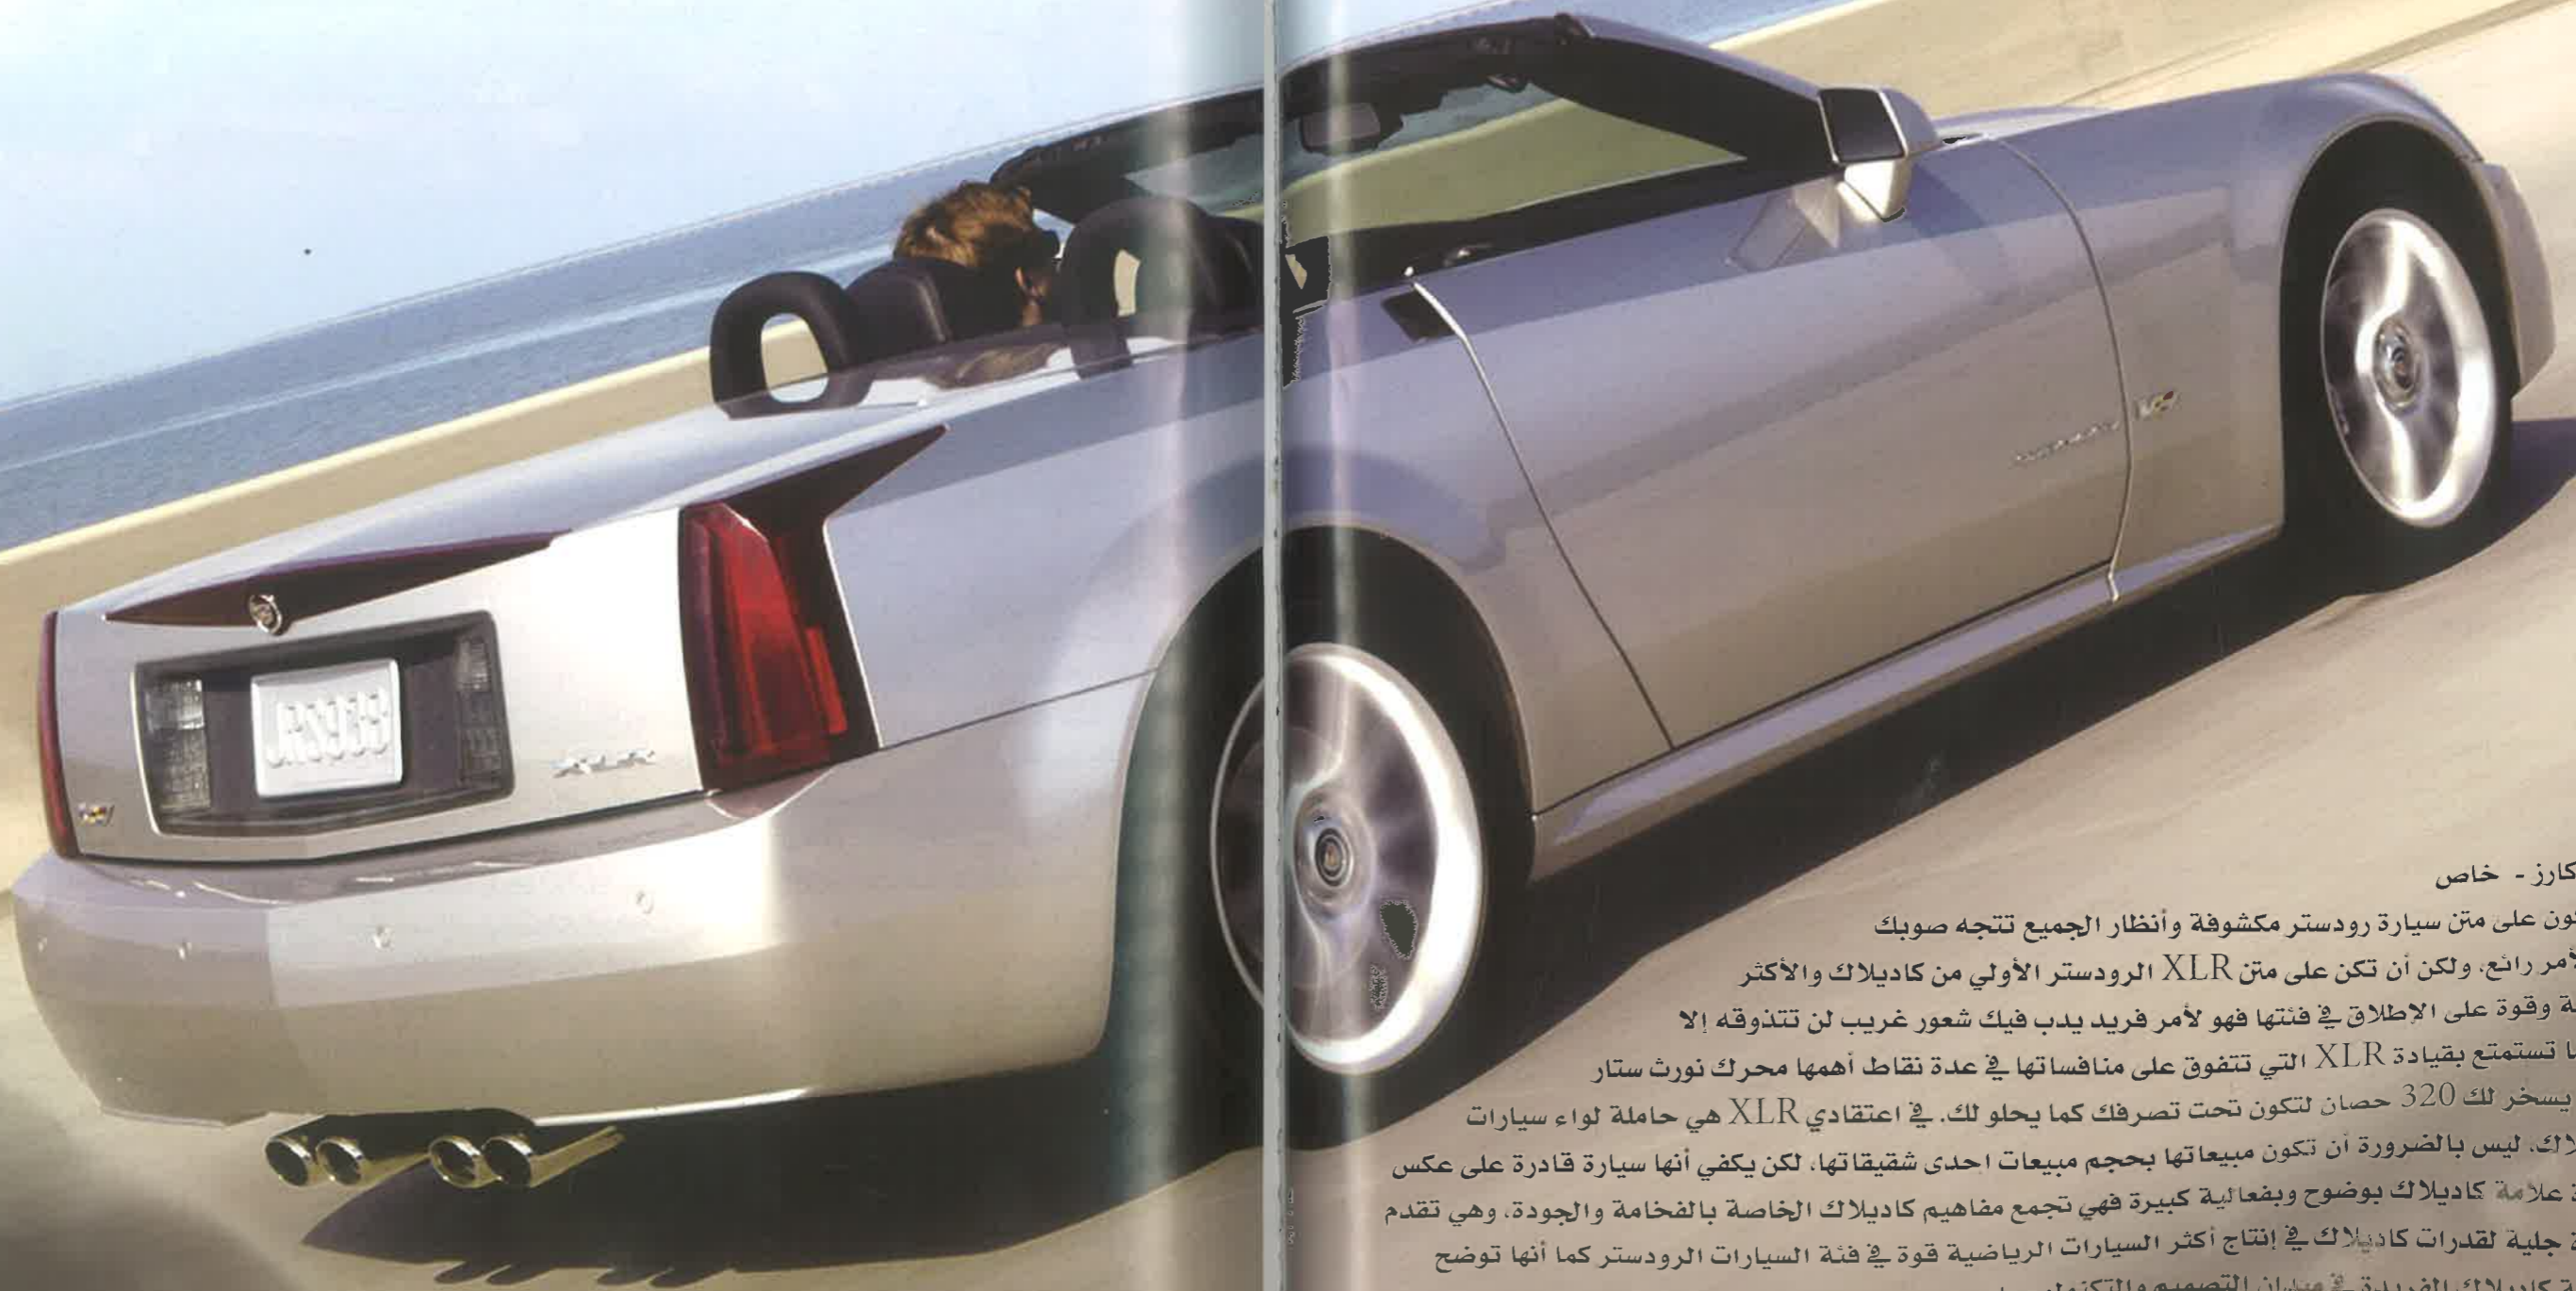 XLR
كارز - خاص
على متن سيارة رودستر مكشوفة وأنظار الجميع تتجه صوبك
رائع، ولكن أن تكن على متن XLR الرودستر الأولي من كاديلاك والأكثر
وقوة على الإطلاق في فئتها فهو لأمر فريد يدب فيك شعور غريب لن تتذوقه إلا
تستمتع بقيادة XLR التي تتفوق على منافساتها في عدة نقاط أهمها محرك نورث ستار
يسخر لك 320 حصان لتكون تحت تصرفك كما يحلو لك. في اعتقادي XLR هي حاملة لواء سيارات
ليس بالضرورة أن تكون مبيعاتها بحجم مبيعات احدى شقيقاتها، لكن يكفي أنها سيارة قادرة على عكس
علامة كاديلاك بوضوح وبفعالية كبيرة فهي تجمع مفاهيم كاديلاك الخاصة بالفخامة والجودة، وهي تقدم
جلية لقدرات كاديلاك في إنتاج أكثر السيارات الرياضية قوة في فئة السيارات الرودستر كما أنها توضح
كاديلاك الفريدة في ميدان التصميم